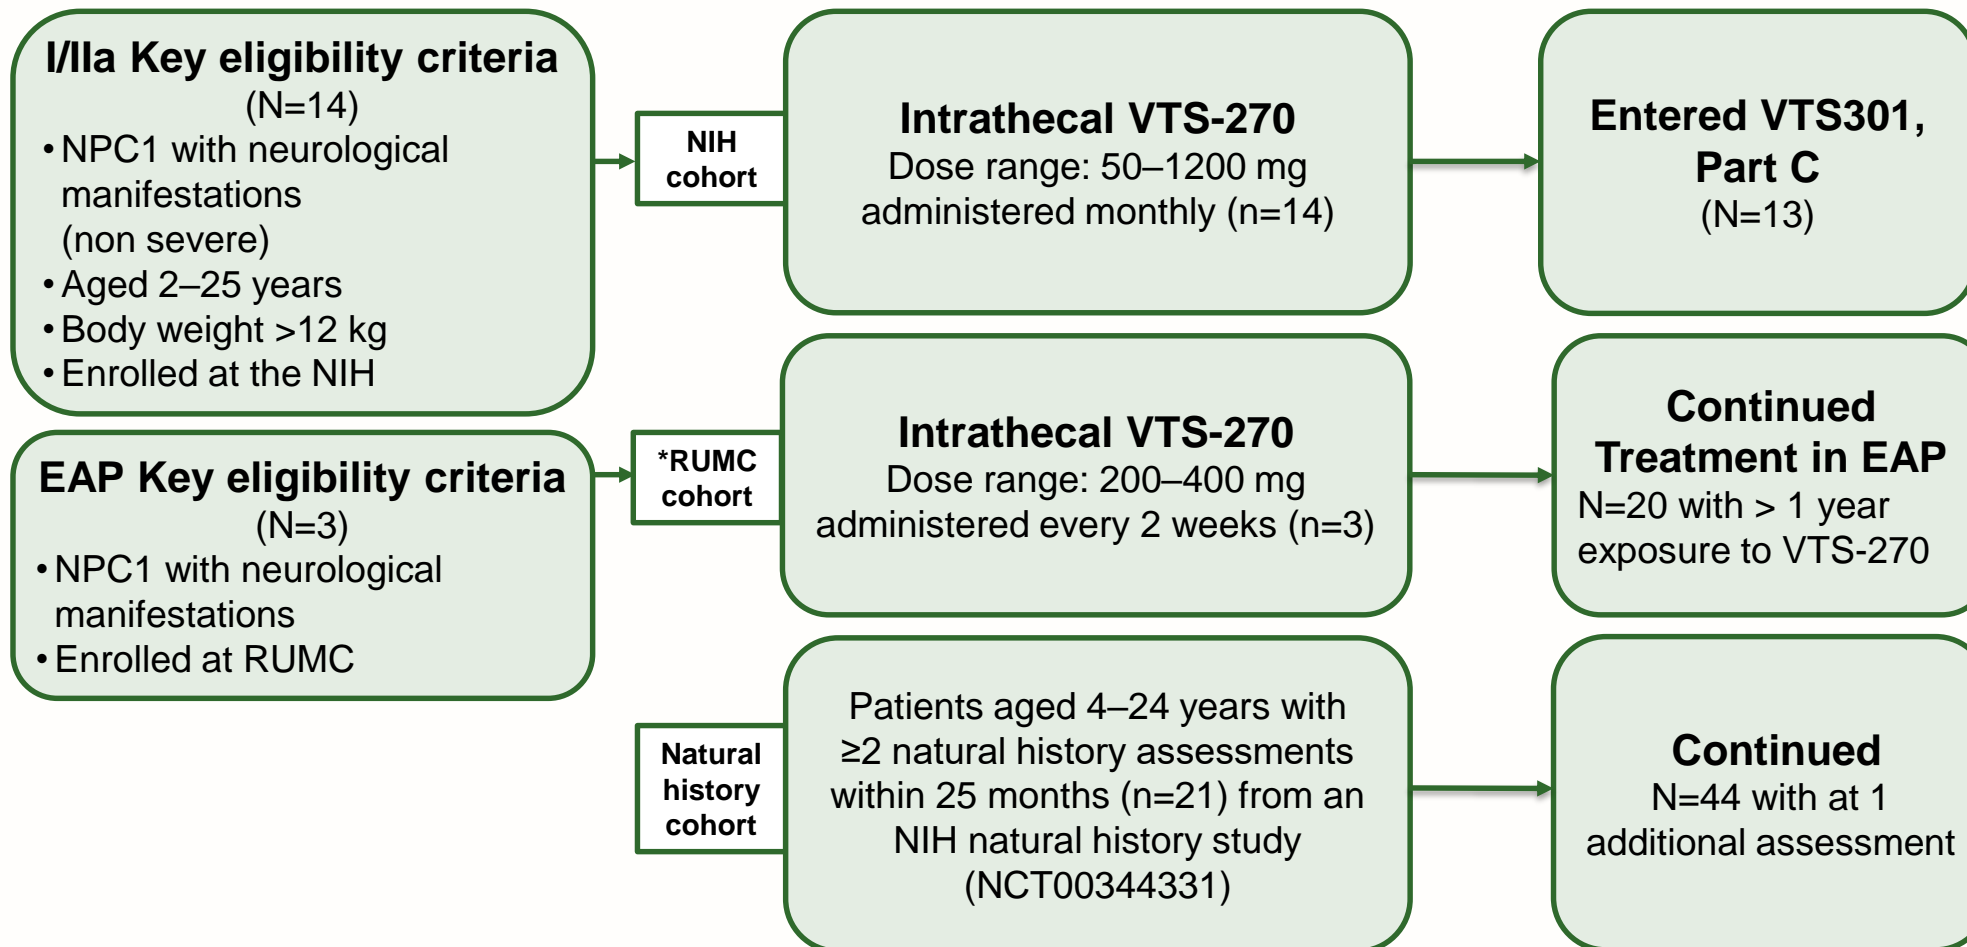 I/IIa Key eligibility criteria
(N=14)
• NPC1 with neurological
manifestations
(non severe)
• Aged 2–25 years
• Body weight >12 kg
• Enrolled at the NIH
NIH
cohort
Intrathecal VTS-270
Dose range: 50–1200 mg
administered monthly (n=14)
Entered VTS301,
Part C
(N=13)
EAP Key eligibility criteria
(N=3)
• NPC1 with neurological
manifestations
• Enrolled at RUMC
*RUMC
cohort
Intrathecal VTS-270
Dose range: 200–400 mg
administered every 2 weeks (n=3)
Continued
Treatment in EAP
N=20 with > 1 year
exposure to VTS-270
Natural
history
cohort
Patients aged 4–24 years with
≥2 natural history assessments
within 25 months (n=21) from an
NIH natural history study
(NCT00344331)
Continued
N=44 with at 1
additional assessment